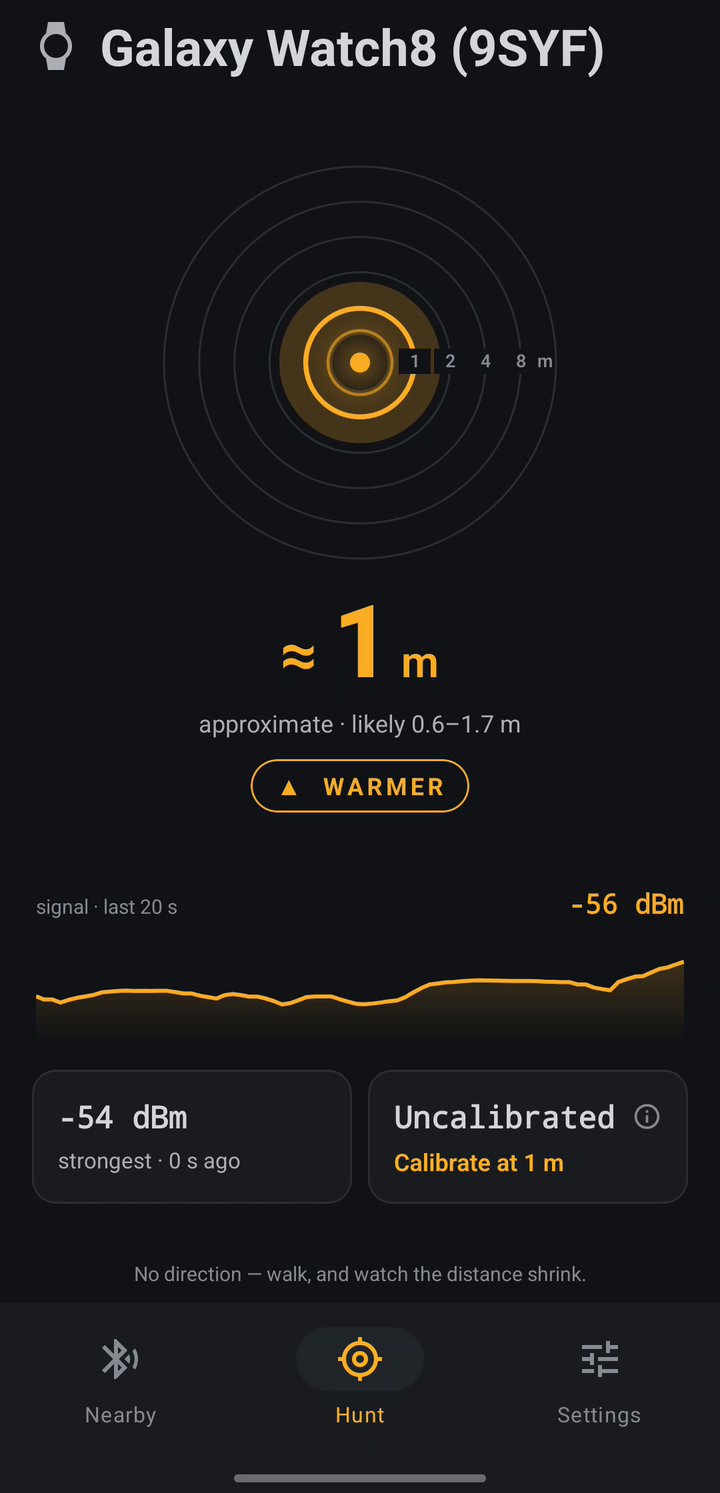 Galaxy Watch8 (9SYF)
1 2 4 8 m
≈ 1 m
approximate · likely 0.6–1.7 m
▲ WARMER
signal · last 20 s
-56 dBm
-54 dBm
strongest · 0 s ago
Uncalibrated
Calibrate at 1 m
No direction — walk, and watch the distance shrink.
Nearby
Hunt
Settings